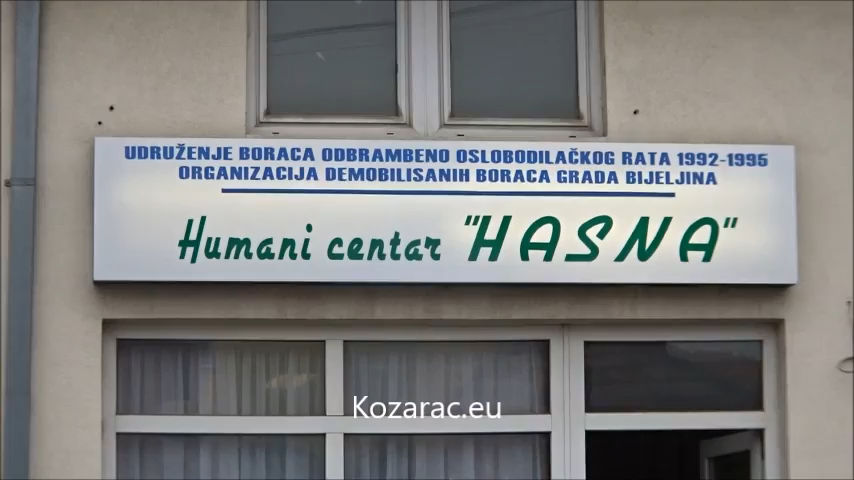 UDRUŽENJE BORACA ODBRAMBENO OSLOBODILAČKOG RATA 1992-1995
ORGANIZACIJA DEMOBILISANIH BORACA GRADA BIJELJINA
Humani centar "HASNA"
Kozarac.eu